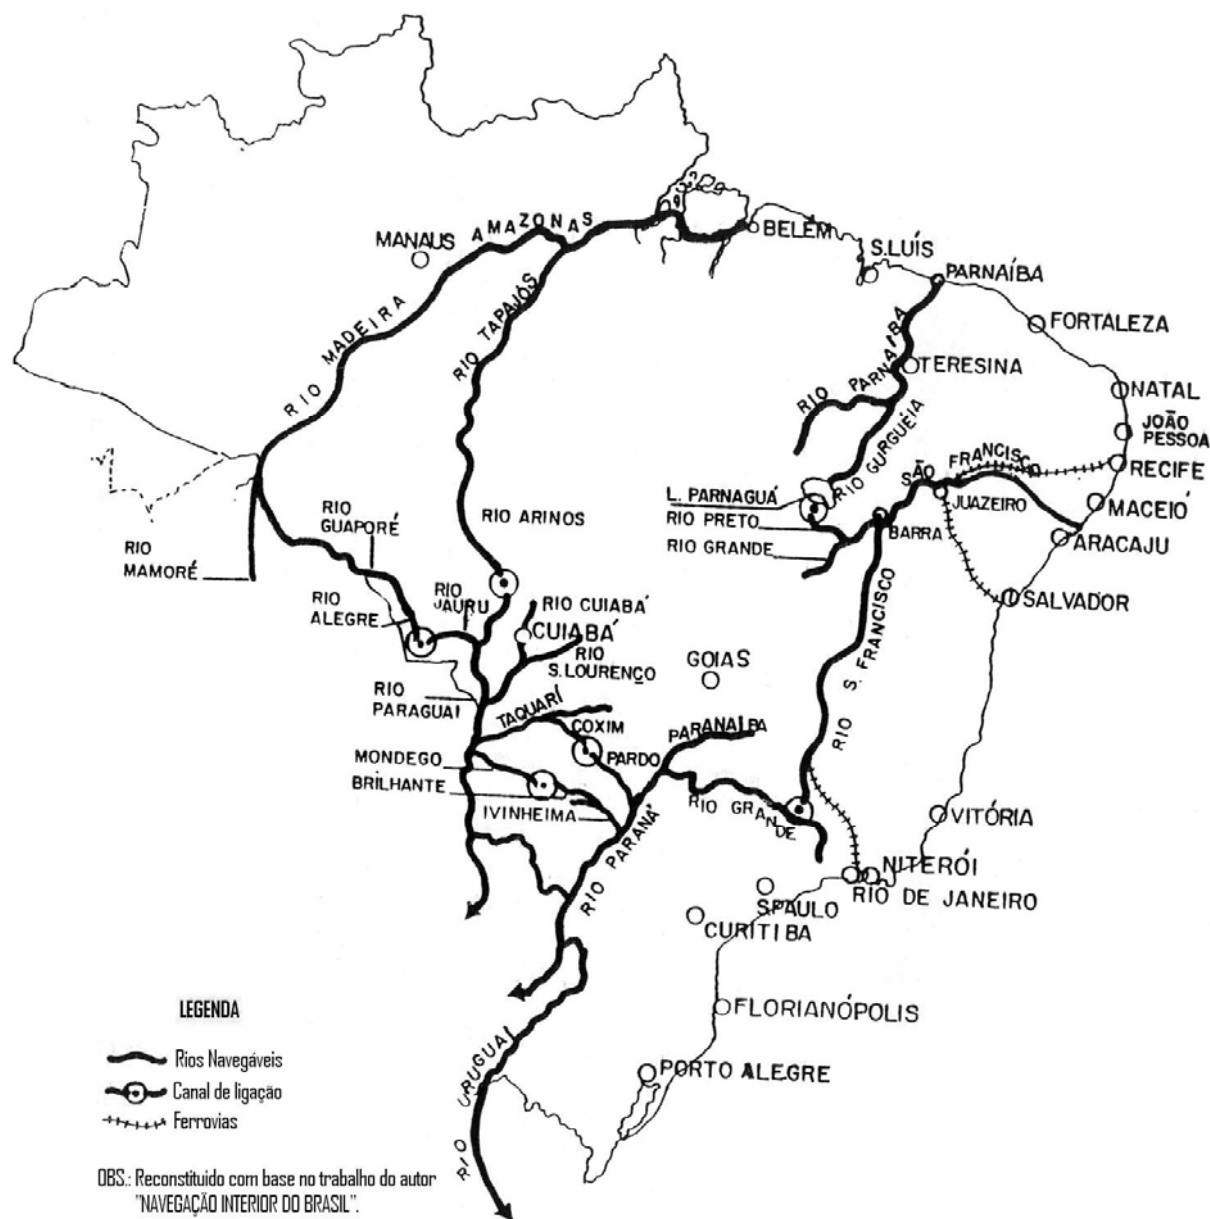 MANAUS
AMAZONAS
BELÉM
S.LUÍS
PARNAÍBA
FORTALEZA
RIO MADEIRA
RIO TAPAJÓS
RIO PARNAIBA
TERESINA
NATAL
JOÃO
PESSOA
RIO GURGUÉIA
SÃO FRANCISCO
RECIFE
L. PARNAGUÁ
JUAZEIRO
MACEIÓ
RIO PRETO
BARRA
ARACAJU
RIO GRANDE
RIO ARINOS
RIO
GUAPORÉ
RIO
MAMORÉ
RIO
ALEGRE
RIO
JAURU
RIO CUIABÁ
CUIABÁ
SALVADOR
RIO
S.LOURENÇO
GOIAS
RIO S. FRANCISCO
RIO
PARAGUAI
TAQUARÍ
COXIM
PARANAIBA
PARDO
MONDEGO
BRILHANTE
IVINHEIMA
RIO GRANDE
VITÓRIA
RIO PARANÁ
NITERÓI
RIO DE JANEIRO
S.PAULO
CURITIBA
FLORIANÓPOLIS
PORTO ALEGRE
RIO URUGUAI
LEGENDA
Rios Navegáveis
Canal de ligação
Ferrovias
OBS.: Reconstituido com base no trabalho do autor
"NAVEGAÇÃO INTERIOR DO BRASIL".